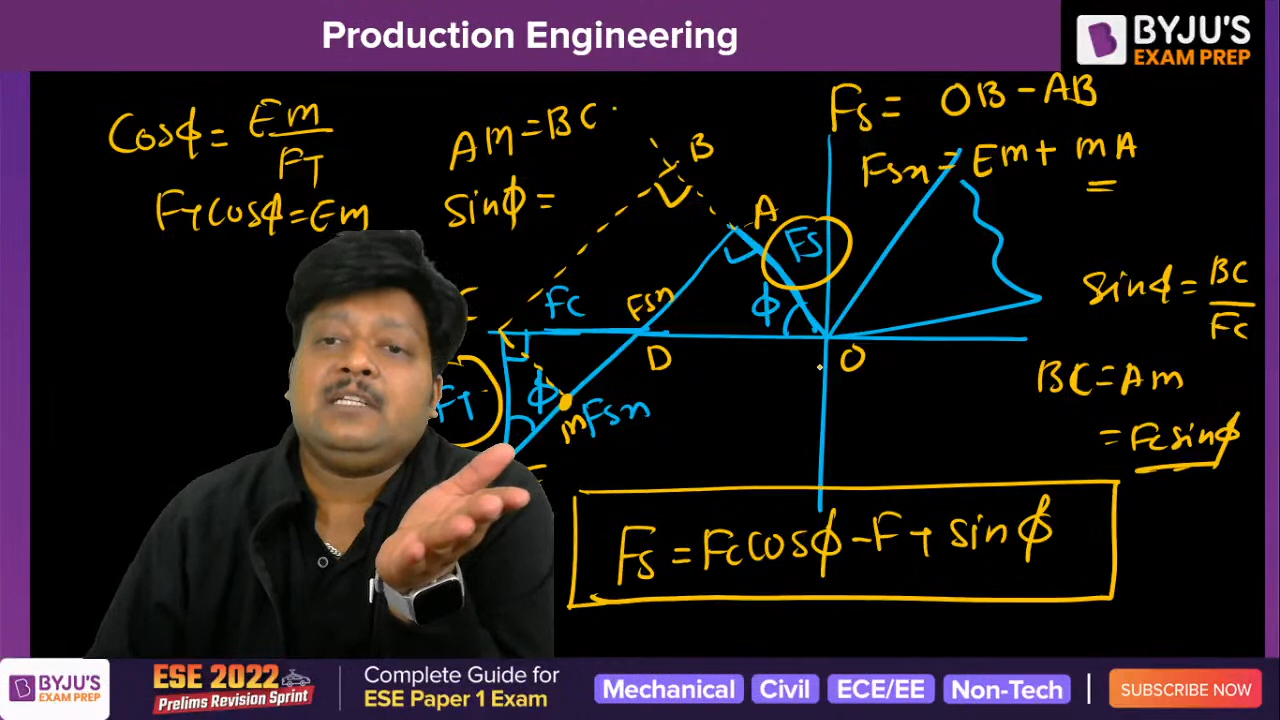 Production Engineering
BYJU'S
EXAM PREP
Cosϕ = Em / FT
FT Cosϕ = Em
AM = BC
sinϕ =
Fs = OB - AB
Fsn = Em + mA
B
A
Fs
ϕ
Fc
Fsn
D
O
FT
ϕ
m
Fsn
sinϕ = BC / Fc
BC = Am
= Fc sinϕ
Fs = Fc cosϕ - Ft sinϕ
BYJU'S
EXAM PREP
ESE 2022
Prelims Revision Sprint
Complete Guide for
ESE Paper 1 Exam
Mechanical
Civil
ECE/EE
Non-Tech
SUBSCRIBE NOW